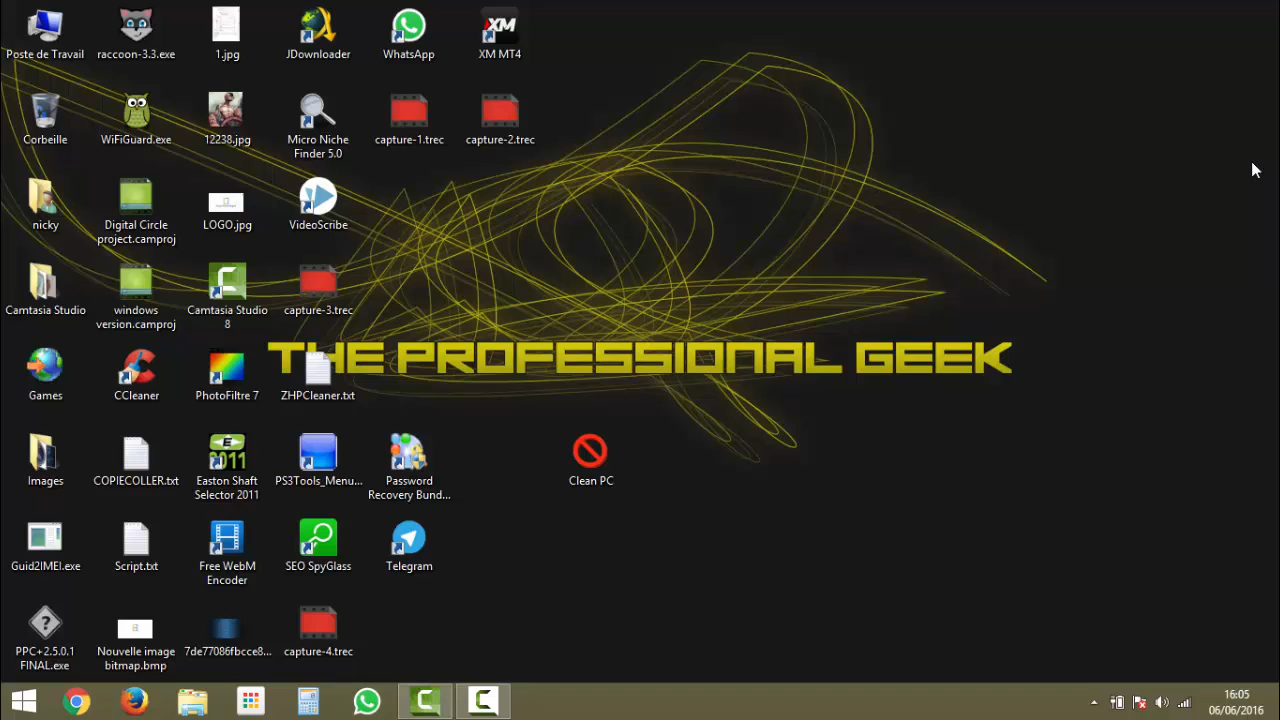 Poste de Travail
raccoon-3.3.exe
1.jpg
JDownloader
WhatsApp
XM
XM MT4
Corbeille
WiFiGuard.exe
12238.jpg
Micro Niche
Finder 5.0
capture-1.trec
capture-2.trec
nicky
Digital Circle
project.camproj
LOGO.jpg
VideoScribe
Camtasia Studio
windows
version.camproj
Camtasia Studio
8
capture-3.trec
THE PROFESSIONAL GEEK
Games
CCleaner
PhotoFiltre 7
ZHPCleaner.txt
Images
COPIECOLLER.txt
E
2011
Easton Shaft
Selector 2011
PS3Tools_Menu...
Password
Recovery Bund...
Clean PC
Guid2IMEI.exe
Script.txt
Free WebM
Encoder
SEO SpyGlass
Telegram
PPC+2.5.0.1
FINAL.exe
Nouvelle image
bitmap.bmp
7de77086fbcce8...
capture-4.trec
16:05
06/06/2016